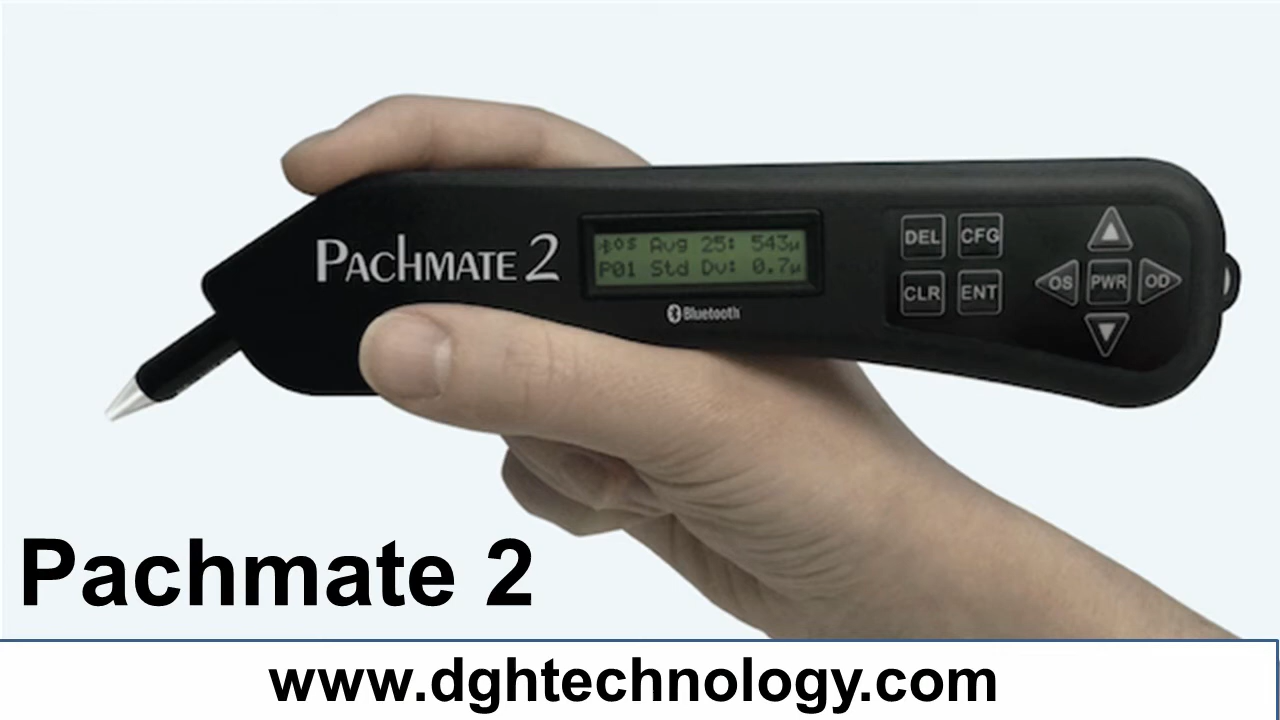 PACHMATE 2
OS Avg 25: 543µ
P01 Std Dv: 0.7µ
Bluetooth
DEL CFG
CLR ENT
OS PWR OD
Pachmate 2
www.dghtechnology.com